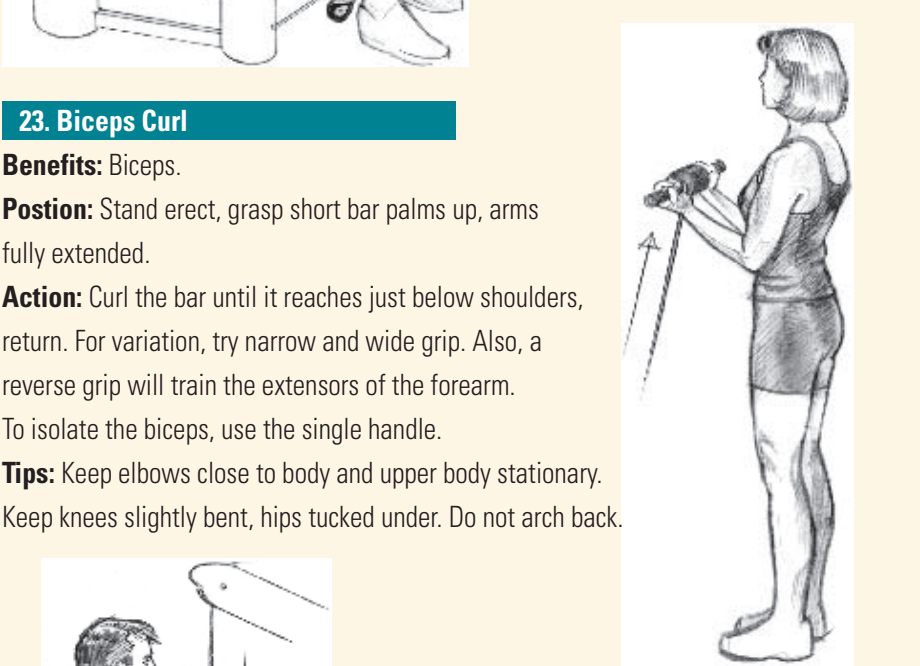 23. Biceps Curl
Benefits: Biceps.
Postion: Stand erect, grasp short bar palms up, arms
fully extended.
Action: Curl the bar until it reaches just below shoulders,
return. For variation, try narrow and wide grip. Also, a
reverse grip will train the extensors of the forearm.
To isolate the biceps, use the single handle.
Tips: Keep elbows close to body and upper body stationary.
Keep knees slightly bent, hips tucked under. Do not arch back.